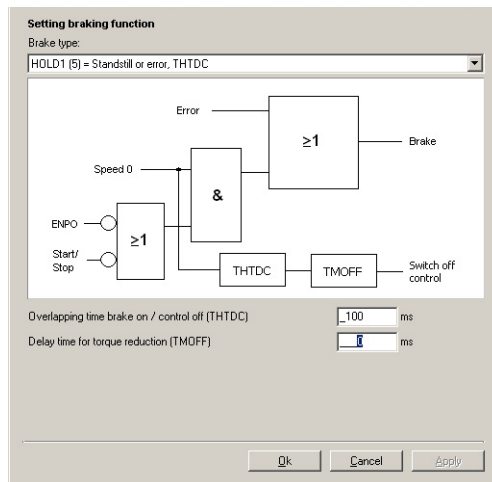 Setting braking function
Brake type:
HOLD1 (5) = Standstill or error, THTDC
Error
≥1
Brake
Speed 0
&
ENPO
≥1
Start/
Stop
THTDC
TMOFF
Switch off
control
Overlapping time brake on / control off (THTDC)
_100 ms
Delay time for torque reduction (TMOFF)
___0 ms
Ok
Cancel
Apply